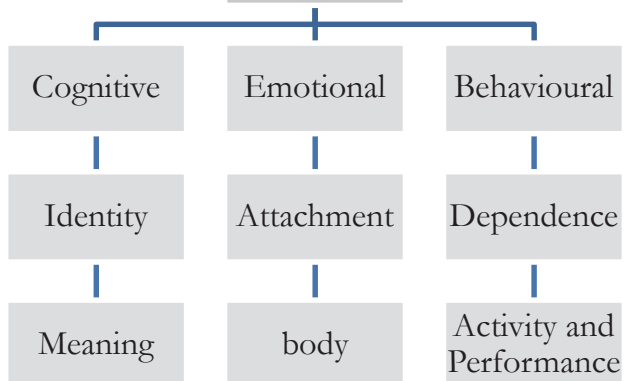 Cognitive
Emotional
Behavioural
Identity
Attachment
Dependence
Meaning
body
Activity and
Performance